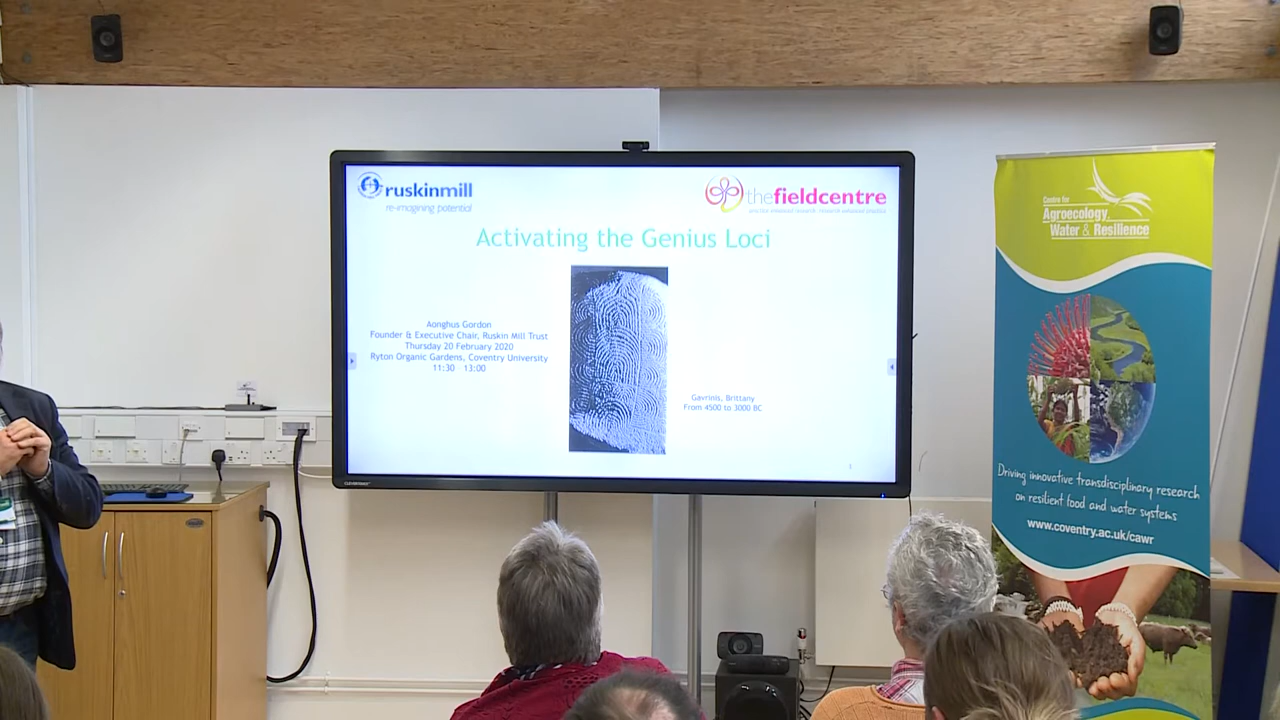 ruskinmill
re-imagining potential
thefieldcentre
Activating the Genius Loci
Aonghus Gordon
Founder & Executive Chair, Ruskin Mill Trust
Thursday 20 February 2020
Ryton Organic Gardens, Coventry University
11:30 13:00
Gavrinis, Brittany
From 4500 to 3000 BC
1
Centre for
Agroecology,
Water & Resilience
Driving innovative transdisciplinary research
on resilient food and water systems
www.coventry.ac.uk/cawr